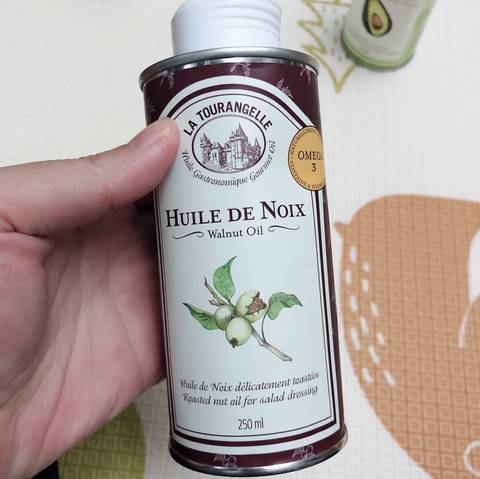 LA TOURANGELLE
Huile Gastronomique Gourmet Oil
OMEGA
3
HUILE DE NOIX
Walnut Oil
Huile de Noix délicatement toastées
Roasted nut oil for salad dressing
250 ml